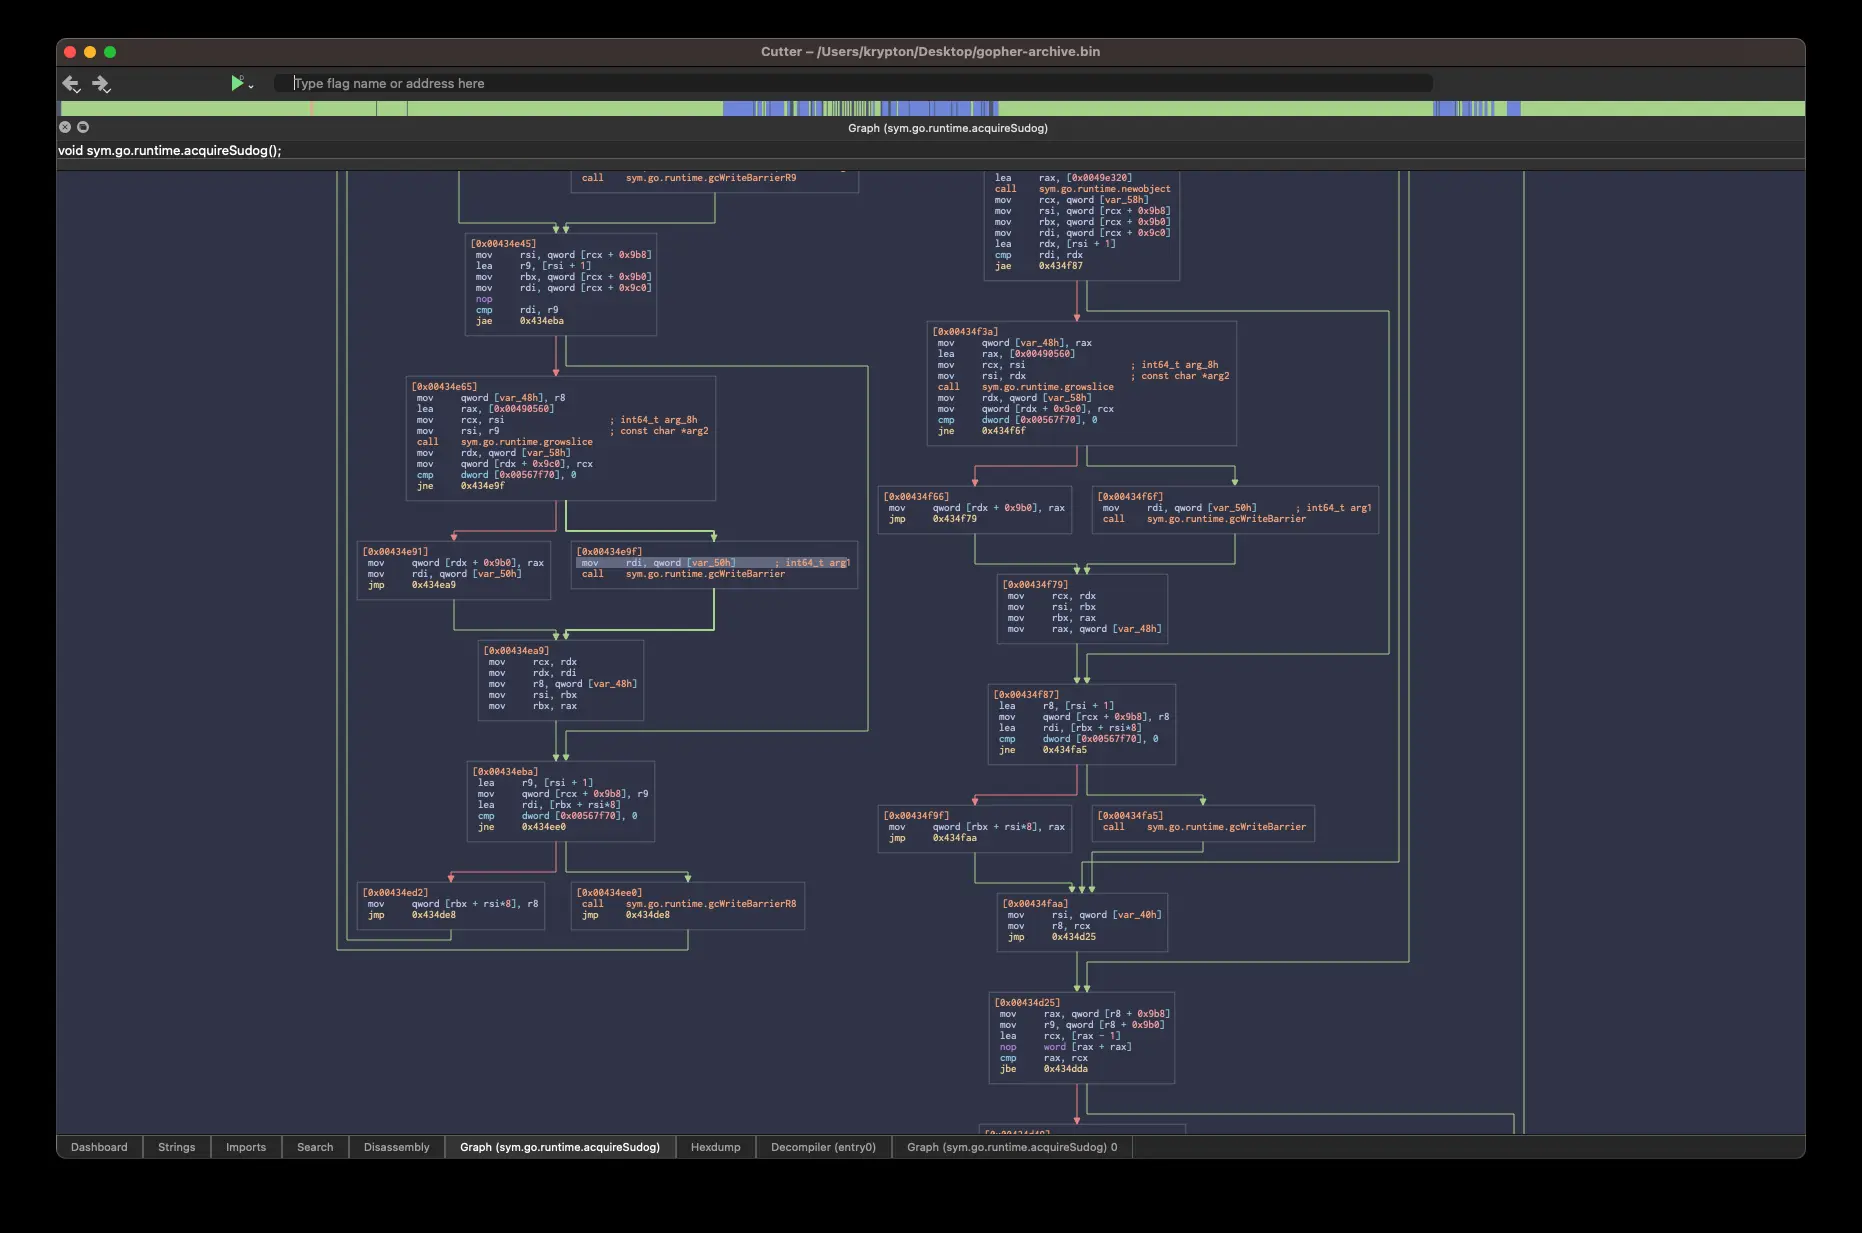 Cutter – /Users/krypton/Desktop/gopher-archive.bin
Type flag name or address here
Graph (sym.go.runtime.acquireSudog)
void sym.go.runtime.acquireSudog();
call sym.go.runtime.gcWriteBarrierR9
[0x00434e45]
mov rsi, qword [rcx + 0x9b8]
lea r9, [rsi + 1]
mov rbx, qword [rcx + 0x9b0]
mov rdi, qword [rcx + 0x9c0]
nop
cmp rdi, r9
jae 0x434eba
[0x00434e65]
mov qword [var_48h], r8
lea rax, [0x00490560]
mov rcx, rsi ; int64_t arg_8h
mov rsi, r9 ; const char *arg2
call sym.go.runtime.growslice
mov rdx, qword [var_58h]
mov qword [rdx + 0x9c0], rcx
cmp dword [0x00567f70], 0
jne 0x434e9f
[0x00434e91]
mov qword [rdx + 0x9b0], rax
mov rdi, qword [var_50h]
jmp 0x434ea9
[0x00434e9f]
mov rdi, qword [var_50h] ; int64_t arg1
call sym.go.runtime.gcWriteBarrier
[0x00434ea9]
mov rcx, rdx
mov rdx, rdi
mov r8, qword [var_48h]
mov rsi, rbx
mov rbx, rax
[0x00434eba]
lea r9, [rsi + 1]
mov qword [rcx + 0x9b8], r9
lea rdi, [rbx + rsi*8]
cmp dword [0x00567f70], 0
jne 0x434ee0
[0x00434ed2]
mov qword [rbx + rsi*8], r8
jmp 0x434de8
[0x00434ee0]
call sym.go.runtime.gcWriteBarrierR8
jmp 0x434de8
lea rax, [0x0049e320]
call sym.go.runtime.newobject
mov rcx, qword [var_58h]
mov rsi, qword [rcx + 0x9b8]
mov rbx, qword [rcx + 0x9b0]
mov rdi, qword [rcx + 0x9c0]
lea rdx, [rsi + 1]
cmp rdi, rdx
jae 0x434f87
[0x00434f3a]
mov qword [var_48h], rax
lea rax, [0x00490560]
mov rcx, rsi ; int64_t arg_8h
mov rsi, rdx ; const char *arg2
call sym.go.runtime.growslice
mov rdx, qword [var_58h]
mov qword [rdx + 0x9c0], rcx
cmp dword [0x00567f70], 0
jne 0x434f6f
[0x00434f66]
mov qword [rdx + 0x9b0], rax
jmp 0x434f79
[0x00434f6f]
mov rdi, qword [var_50h] ; int64_t arg1
call sym.go.runtime.gcWriteBarrier
[0x00434f79]
mov rcx, rdx
mov rsi, rbx
mov rbx, rax
mov rax, qword [var_48h]
[0x00434f87]
lea r8, [rsi + 1]
mov qword [rcx + 0x9b8], r8
lea rdi, [rbx + rsi*8]
cmp dword [0x00567f70], 0
jne 0x434fa5
[0x00434f9f]
mov qword [rbx + rsi*8], rax
jmp 0x434faa
[0x00434fa5]
call sym.go.runtime.gcWriteBarrier
[0x00434faa]
mov rsi, qword [var_40h]
mov r8, rcx
jmp 0x434d25
[0x00434d25]
mov rax, qword [r8 + 0x9b8]
mov r9, qword [r8 + 0x9b0]
lea rcx, [rax - 1]
nop word [rax + rax]
cmp rax, rcx
jbe 0x434dda
Dashboard
Strings
Imports
Search
Disassembly
Graph (sym.go.runtime.acquireSudog)
Hexdump
Decompiler (entry0)
Graph (sym.go.runtime.acquireSudog) 0